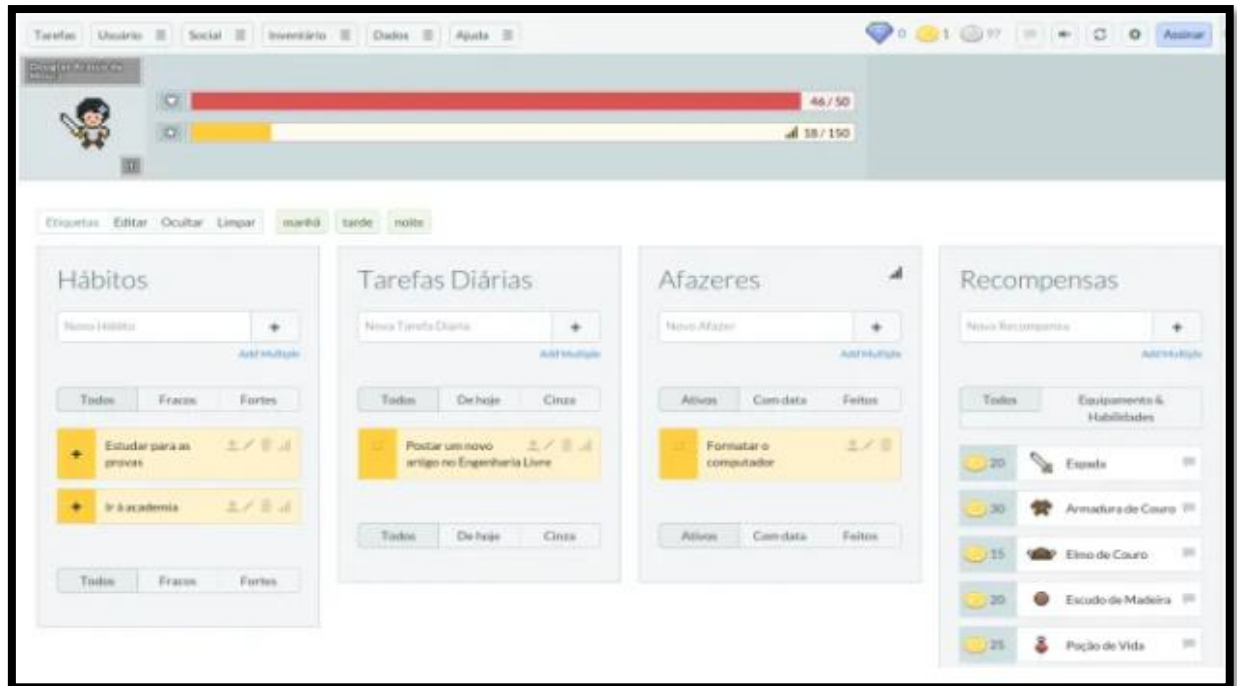 Tarefas Usuário Social Inventário Dados Ajuda 0 1 97 Assinar
46 / 50
18 / 150
Etiquetas Editar Ocultar Limpar manhã tarde noite
Hábitos
Novo Hábito
Add Multiple
Todos Fracos Fortes
Estudar para as
provas
Ir à academia
Todos Fracos Fortes
Tarefas Diárias
Nova Tarefa Diária
Add Multiple
Todos De hoje Cinza
Postar um novo
artigo no Engenharia Livre
Todos De hoje Cinza
Afazeres
Novo Afazer
Add Multiple
Ativos Com data Feitos
Formatar o
computador
Ativos Com data Feitos
Recompensas
Nova Recompensa
Add Multiple
Todos Equipamento &
Habilidades
20 Espada
30 Armadura de Couro
15 Elmo de Couro
20 Escudo de Madeira
25 Poção de Vida